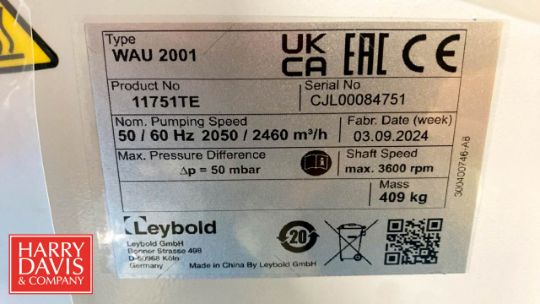 Type
WAU 2001
UK CA EAC CE
Product No
11751TE
Serial No
CJL00084751
Nom. Pumping Speed
50 / 60 Hz 2050 / 2460 m³/h
Fabr. Date (week)
03.09.2024
Max. Pressure Difference
Δp = 50 mbar
Shaft Speed
max. 3600 rpm
Mass
409 kg
300400746-AB
Leybold
Leybold GmbH
Bonner Strasse 498
D-50968 Köln
Germany
20
Made in China By Leybold GmbH
HARRY
DAVIS
& COMPANY